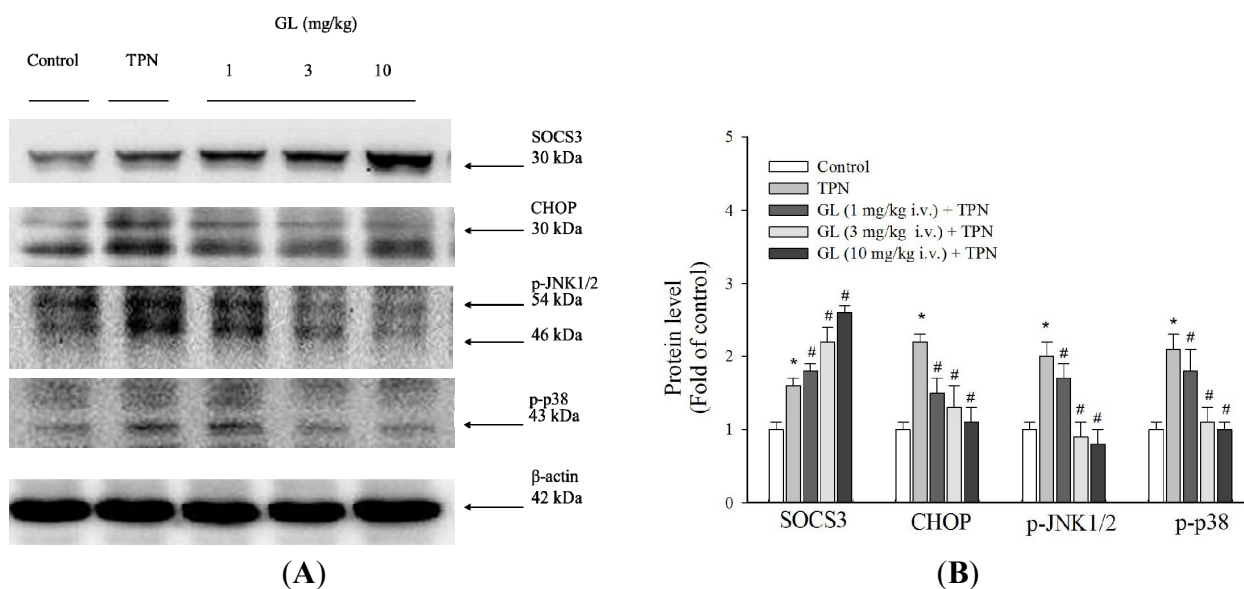 GL (mg/kg)
Control TPN 1 3 10
SOCS3
30 kDa
CHOP
30 kDa
p-JNK1/2
54 kDa
46 kDa
p-p38
43 kDa
β-actin
42 kDa
(A)
Protein level
(Fold of control)
5
4
3
2
1
0
Control
TPN
GL (1 mg/kg i.v.) + TPN
GL (3 mg/kg i.v.) + TPN
GL (10 mg/kg i.v.) + TPN
* # # #
* # # #
* # # #
* # # #
SOCS3 CHOP p-JNK1/2 p-p38
(B)